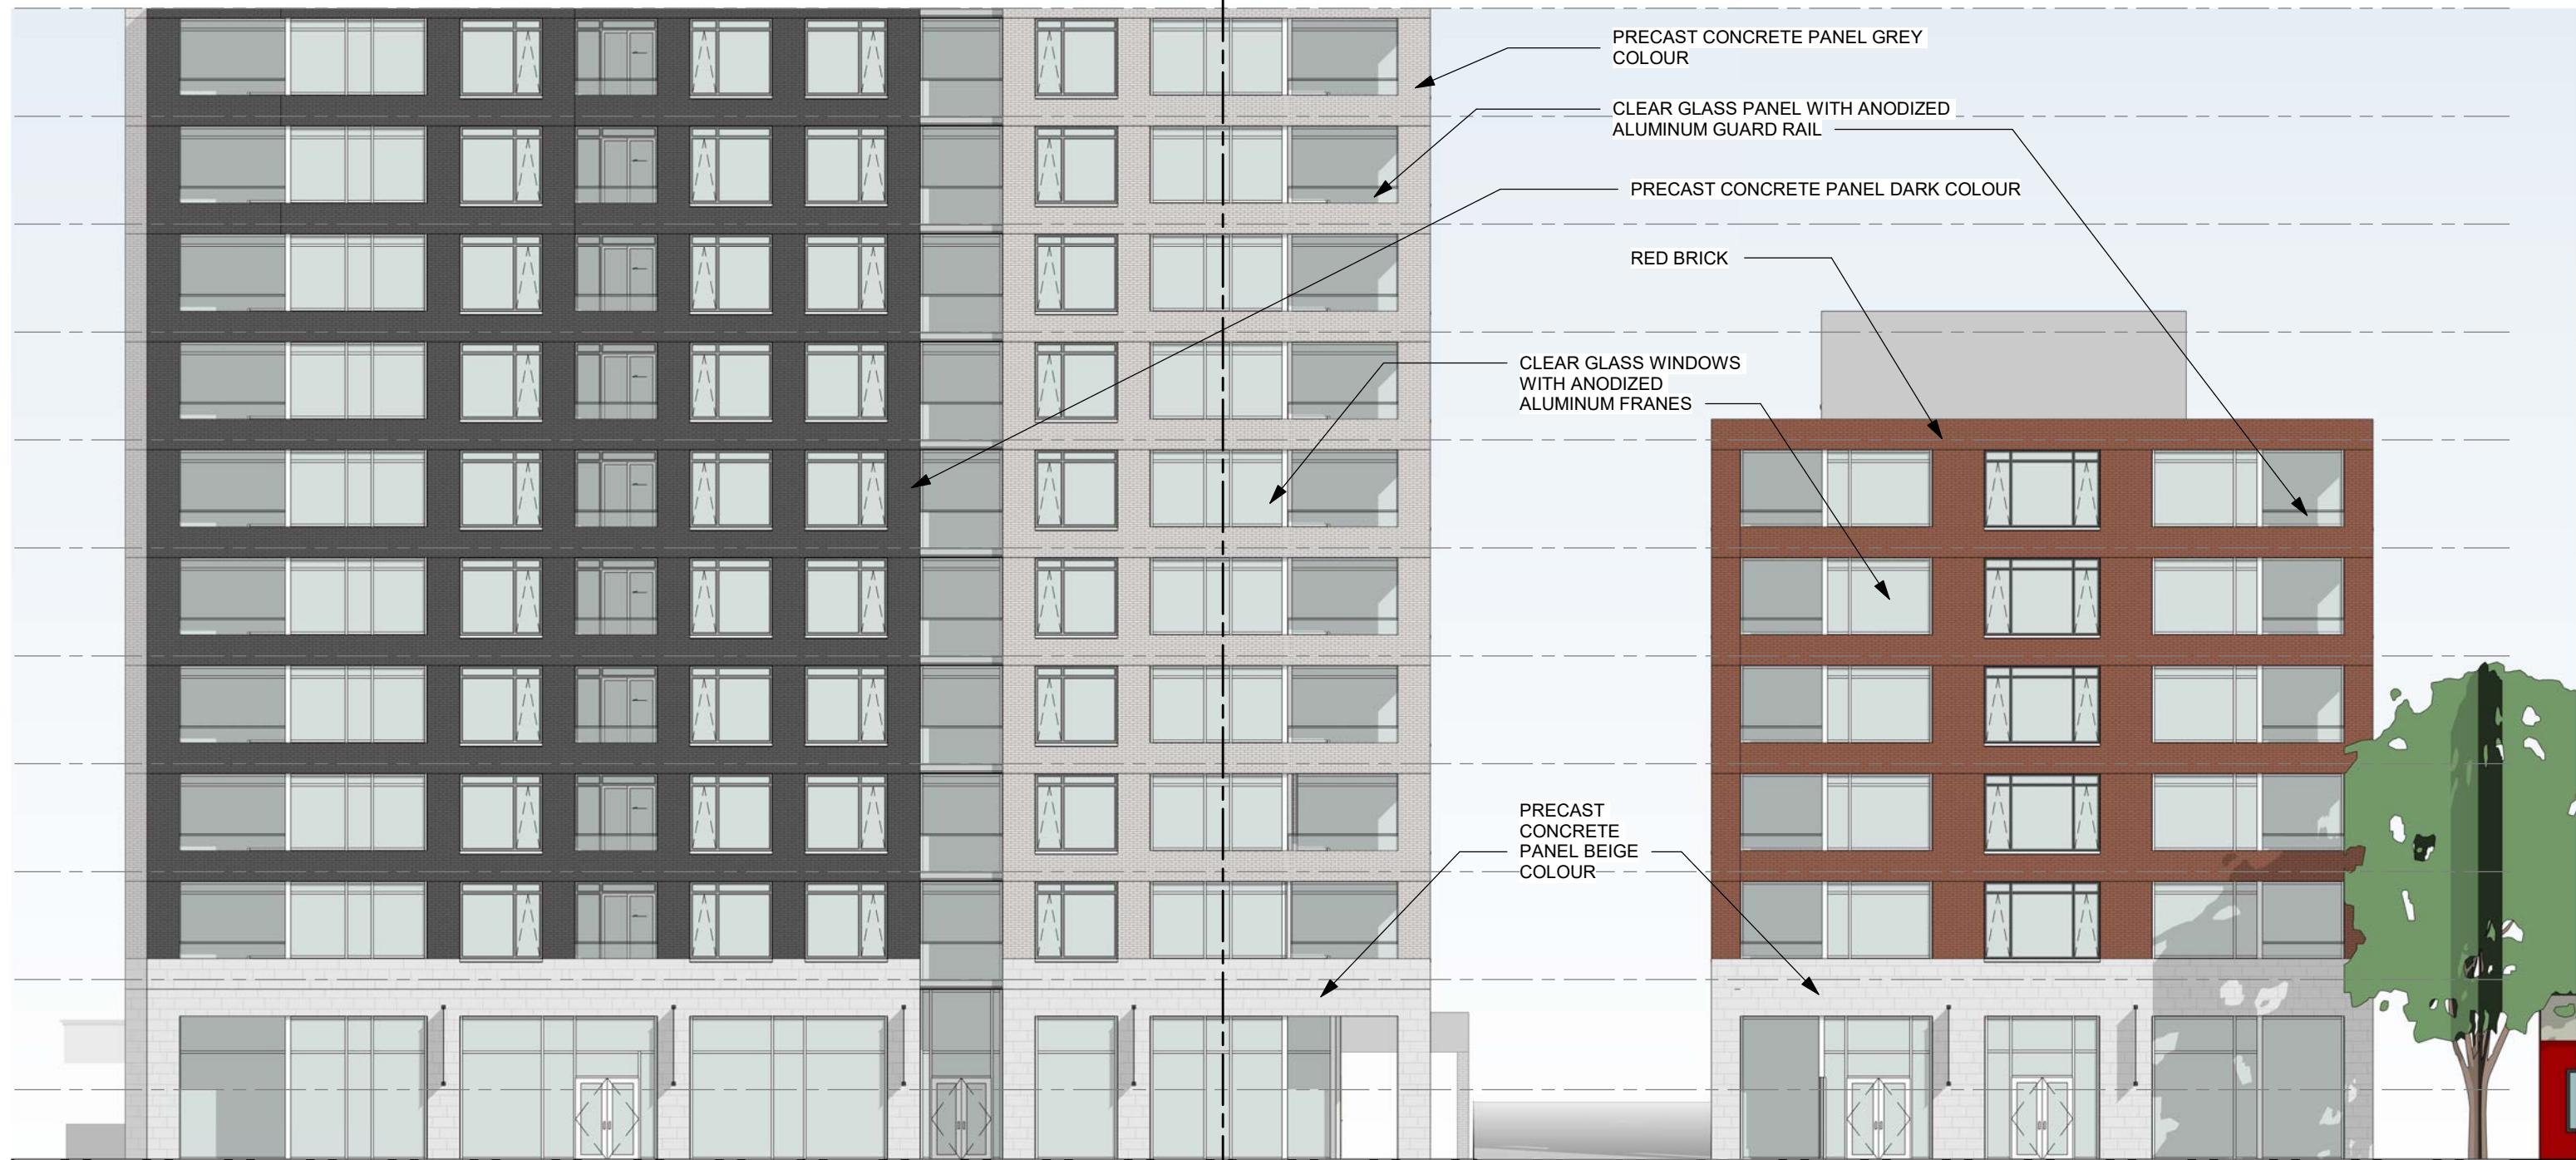 PRECAST CONCRETE PANEL GREY
COLOUR
CLEAR GLASS PANEL WITH ANODIZED
ALUMINUM GUARD RAIL
PRECAST CONCRETE PANEL DARK COLOUR
RED BRICK
CLEAR GLASS WINDOWS
WITH ANODIZED
ALUMINUM FRANES
PRECAST
CONCRETE
PANEL BEIGE
COLOUR